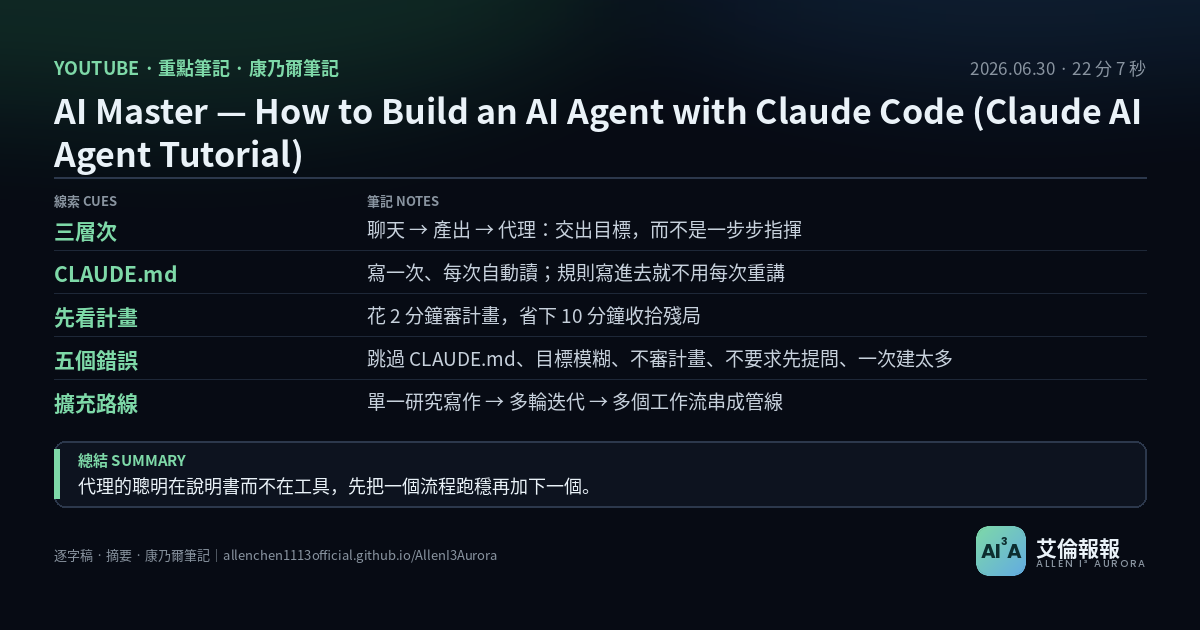 YOUTUBE · 重點筆記 · 康乃爾筆記
2026.06.30 · 22 分 7 秒
AI Master — How to Build an AI Agent with Claude Code (Claude AI
Agent Tutorial)
線索 CUES
筆記 NOTES
三層次
聊天 → 產出 → 代理：交出目標，而不是一步步指揮
CLAUDE.md
寫一次、每次自動讀；規則寫進去就不用每次重講
先看計畫
花 2 分鐘審計畫，省下 10 分鐘收拾殘局
五個錯誤
跳過 CLAUDE.md、目標模糊、不審計畫、不要求先提問、一次建太多
擴充路線
單一研究寫作 → 多輪迭代 → 多個工作流串成管線
總結 SUMMARY
代理的聰明在說明書而不在工具，先把一個流程跑穩再加下一個。
逐字稿 · 摘要 · 康乃爾筆記｜allenchen1113official.github.io/AllenI3Aurora
AI³A
艾倫報報
ALLEN I³ AURORA